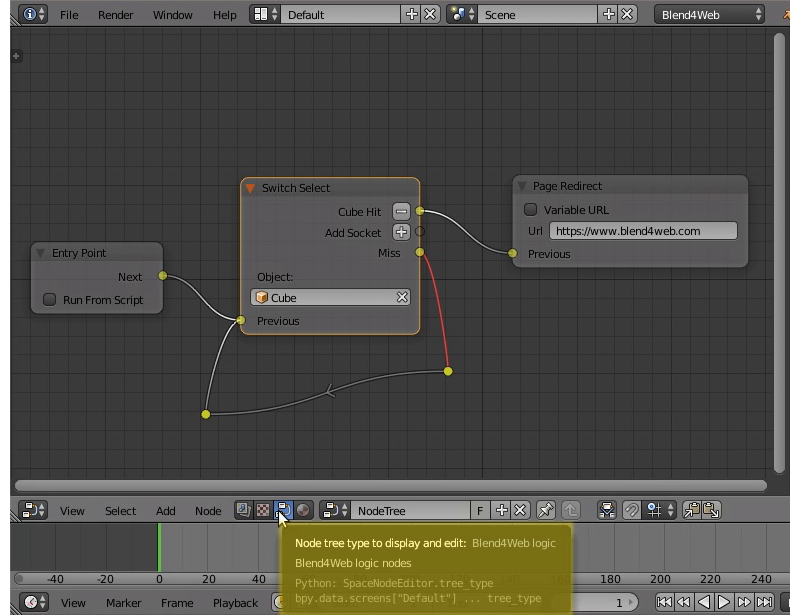 File Render Window Help Default Scene Blend4Web
Switch Select
Cube Hit
Add Socket
Miss
Object:
Cube
Previous
Page Redirect
Variable URL
Url https://www.blend4web.com
Previous
Entry Point
Next
Run From Script
View Select Add Node NodeTree F
Node tree type to display and edit: Blend4Web logic
Blend4Web logic nodes
Python: SpaceNodeEditor.tree_type
bpy.data.screens["Default"] ... tree_type
-40 -20 0 20 40 180 200 220 240
View Marker Frame Playback 1